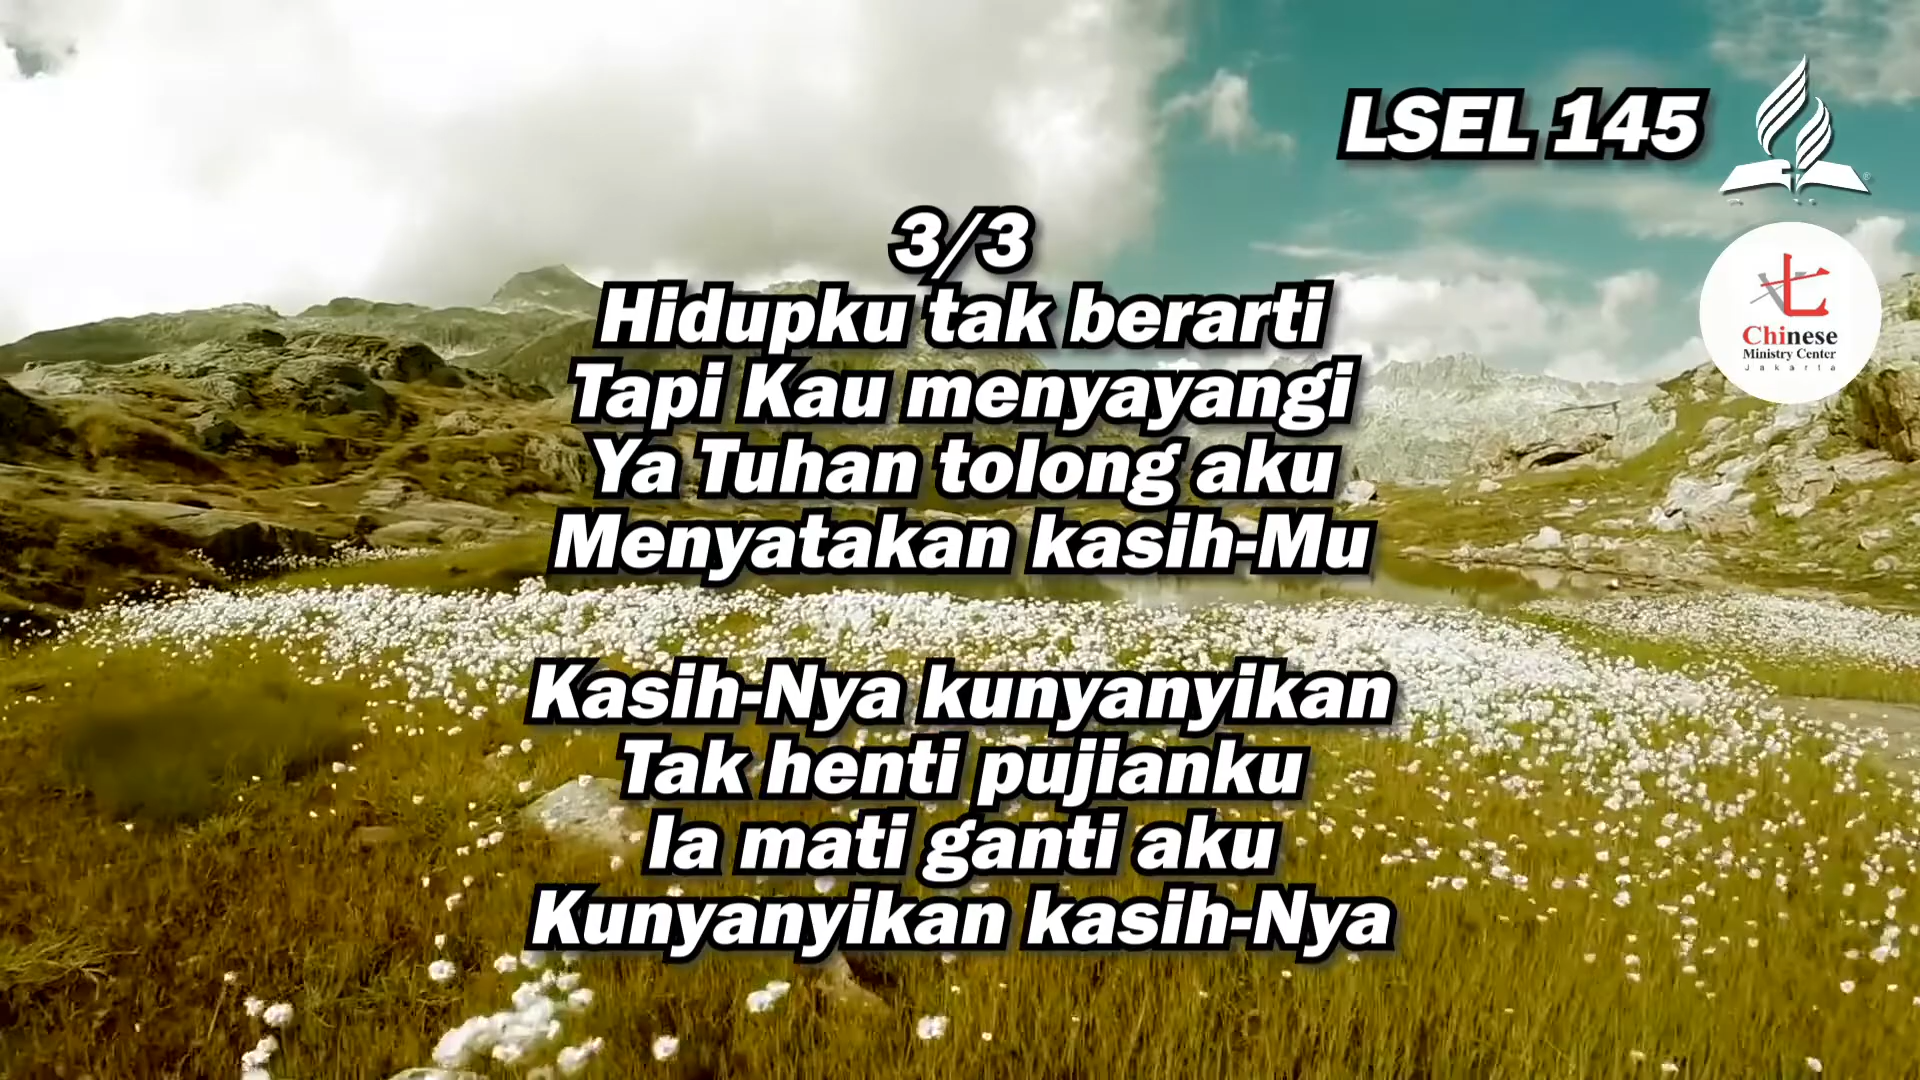 LSEL 145
3/3
Hidupku tak berarti
Tapi Kau menyayangi
Ya Tuhan tolong aku
Menyatakan kasih-Mu
Kasih-Nya kunyanyikan
Tak henti pujianku
Ia mati ganti aku
Kunyanyikan kasih-Nya
七
Chinese
Ministry Center
Jakarta